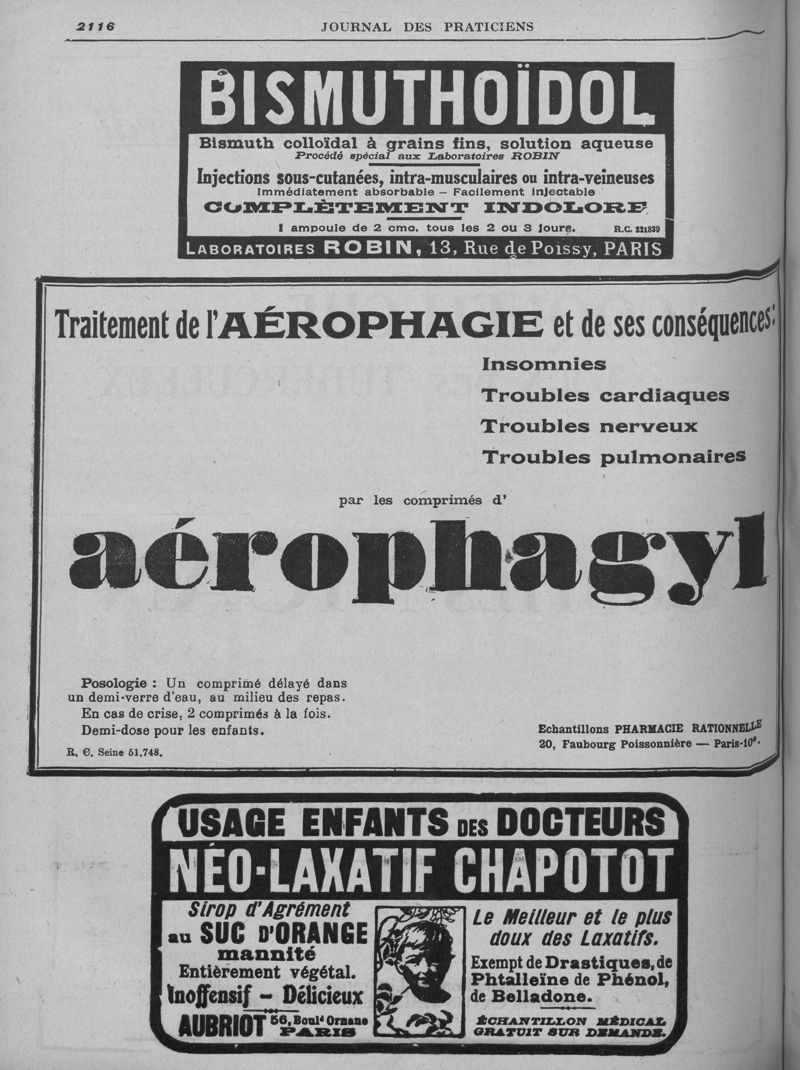 2116
JOURNAL DES PRATICIENS
BISMUTHOÏDOL
Bismuth colloïdal à grains fins, solution aqueuse
Procédé spécial aux Laboratoires ROBIN
Injections sous-cutanées, intra-musculaires ou intra-veineuses
Immédiatement absorbable – Facilement injectable
COMPLÈTEMENT INDOLORE
1 ampoule de 2 cmc. tous les 2 ou 3 jours.
R.C. 221839
LABORATOIRES ROBIN, 13, Rue de Poissy, PARIS
Traitement de l'AÉROPHAGIE et de ses conséquences:
Insomnies
Troubles cardiaques
Troubles nerveux
Troubles pulmonaires
par les comprimés d'
aérophagyl
Posologie : Un comprimé délayé dans
un demi-verre d'eau, au milieu des repas.
En cas de crise, 2 comprimés à la fois.
Demi-dose pour les enfants.
R. C. Seine 51.748.
Echantillons PHARMACIE RATIONNELLE
20, Faubourg Poissonnière — Paris-10e.
USAGE ENFANTS DES DOCTEURS
NÉO-LAXATIF CHAPOTOT
Sirop d'Agrément
au SUC D'ORANGE
mannité
Entièrement végétal.
Inoffensif – Délicieux
AUBRIOT 56, Boulᵈ Ornano
PARIS
Le Meilleur et le plus
doux des Laxatifs.
Exempt de Drastiques, de
Phtalleïne de Phénol,
de Belladone.
ÉCHANTILLON MÉDICAL
GRATUIT SUR DEMANDE.